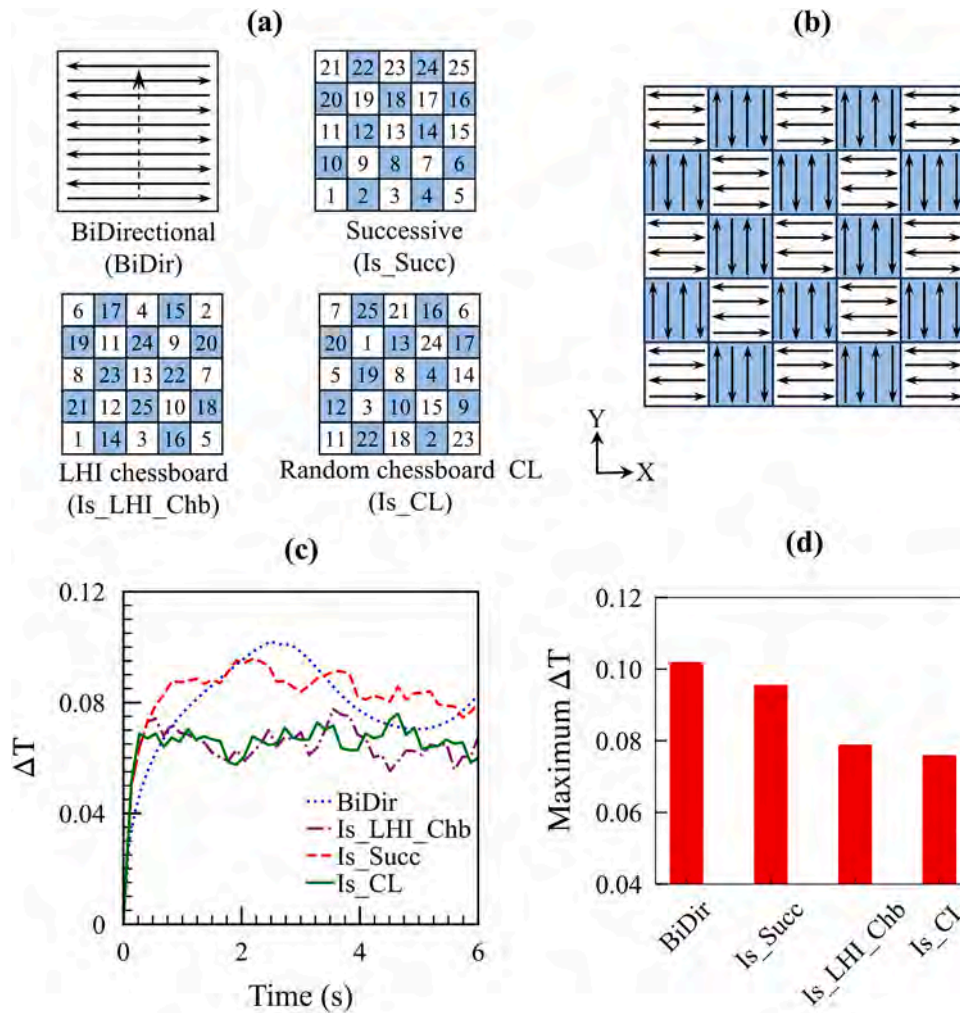 (a)
21 22 23 24 25
20 19 18 17 16
11 12 13 14 15
10 9 8 7 6
1 2 3 4 5
BiDirectional
(BiDir)
Successive
(Is_Succ)
6 17 4 15 2
19 11 24 9 20
8 23 13 22 7
21 12 25 10 18
1 14 3 16 5
LHI chessboard
(Is_LHI_Chb)
7 25 21 16 6
20 1 13 24 17
5 19 8 4 14
12 3 10 15 9
11 22 18 2 23
Random chessboard CL
(Is_CL)
(b)
Y
X
(c)
0.12
0.08
0.04
0
ΔT
BiDir
Is_LHI_Chb
Is_Succ
Is_CL
0 2 4 6
Time (s)
(d)
0.12
0.10
0.08
0.06
0.04
Maximum ΔT
BiDir
Is_Succ
Is_LHI_Chb
Is_CL